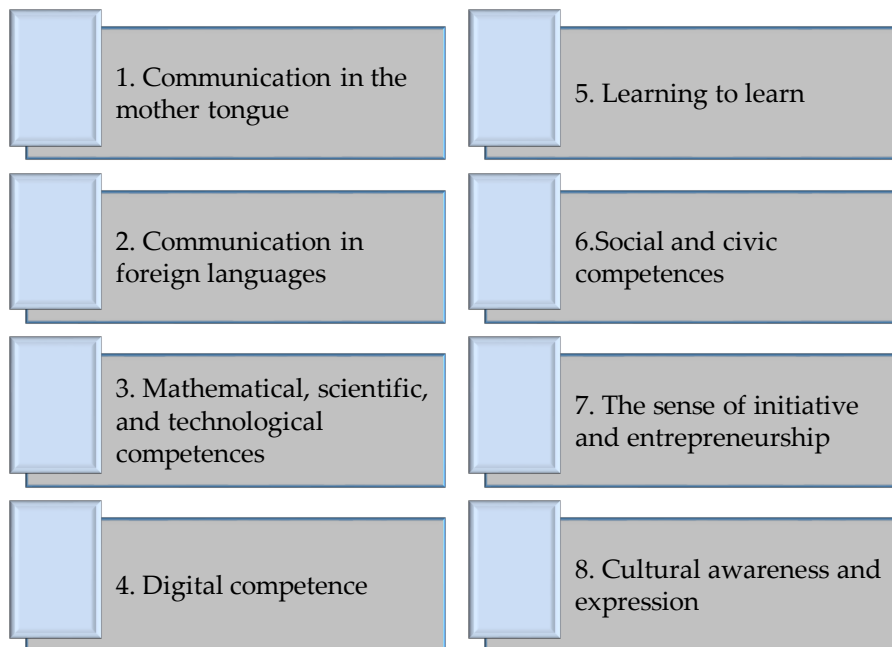 1. Communication in the
mother tongue
2. Communication in
foreign languages
3. Mathematical, scientific,
and technological
competences
4. Digital competence
5. Learning to learn
6.Social and civic
competences
7. The sense of initiative
and entrepreneurship
8. Cultural awareness and
expression